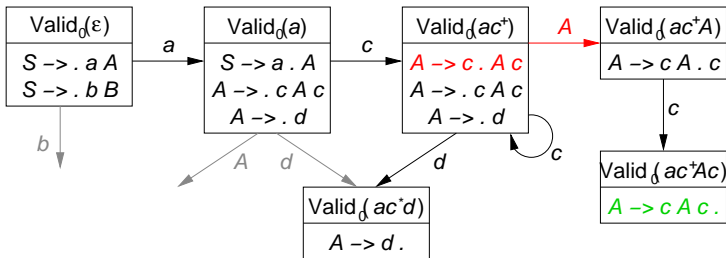 Valid₀(ε)
S -> . a A
S -> . b B
a
b
Valid₀(a)
S -> a . A
A -> . c A c
A -> . d
c
A
d
Valid₀(ac⁺)
A -> c . A c
A -> . c A c
A -> . d
A
d
c
Valid₀(ac⁺A)
A -> c A . c
c
Valid₀(ac*d)
A -> d .
Valid₀(ac⁺Ac)
A -> c A c .